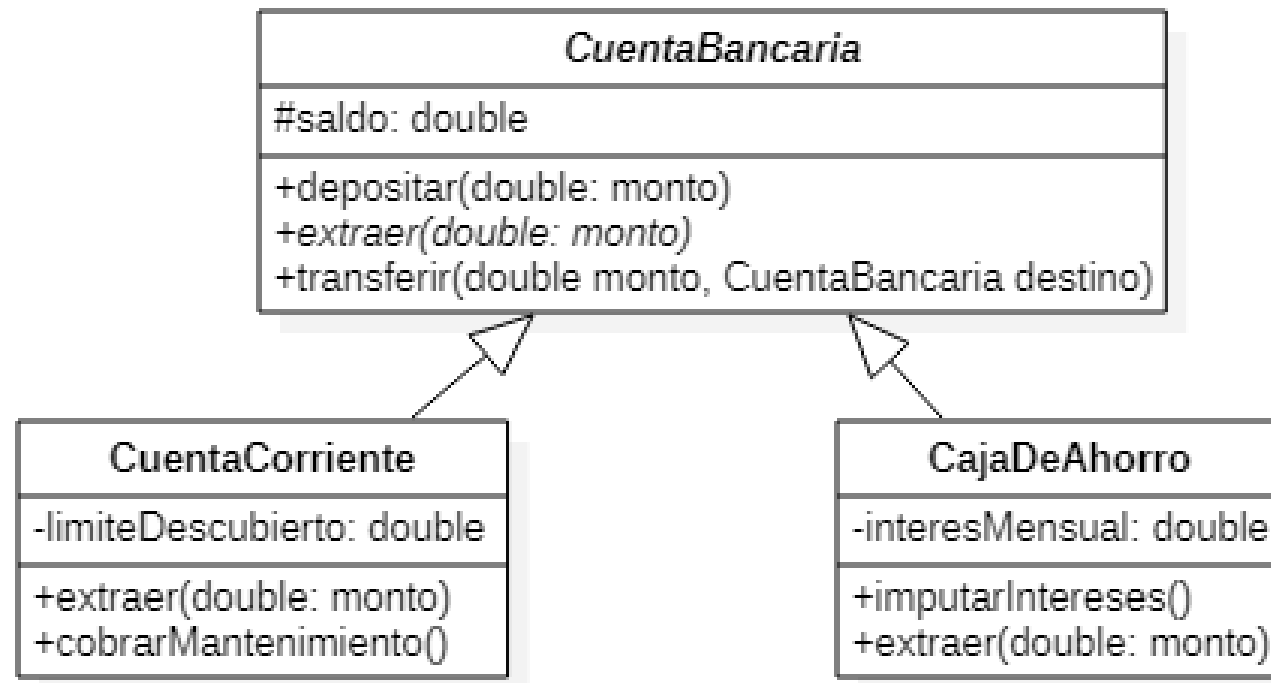 CuentaBancaria
#saldo: double
+depositar(double: monto)
+extraer(double: monto)
+transferir(double monto, CuentaBancaria destino)
CuentaCorriente
-limiteDescubierto: double
+extraer(double: monto)
+cobrarMantenimiento()
CajaDeAhorro
-interesMensual: double
+imputarIntereses()
+extraer(double: monto)